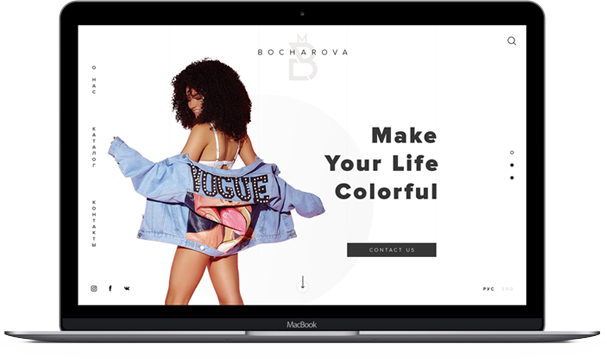 BOCHAROVA
О НАС
КАТАЛОГ
КОНТАКТЫ
VOGUE
Make
Your Life
Colorful
CONTACT US
РУС ENG
MacBook